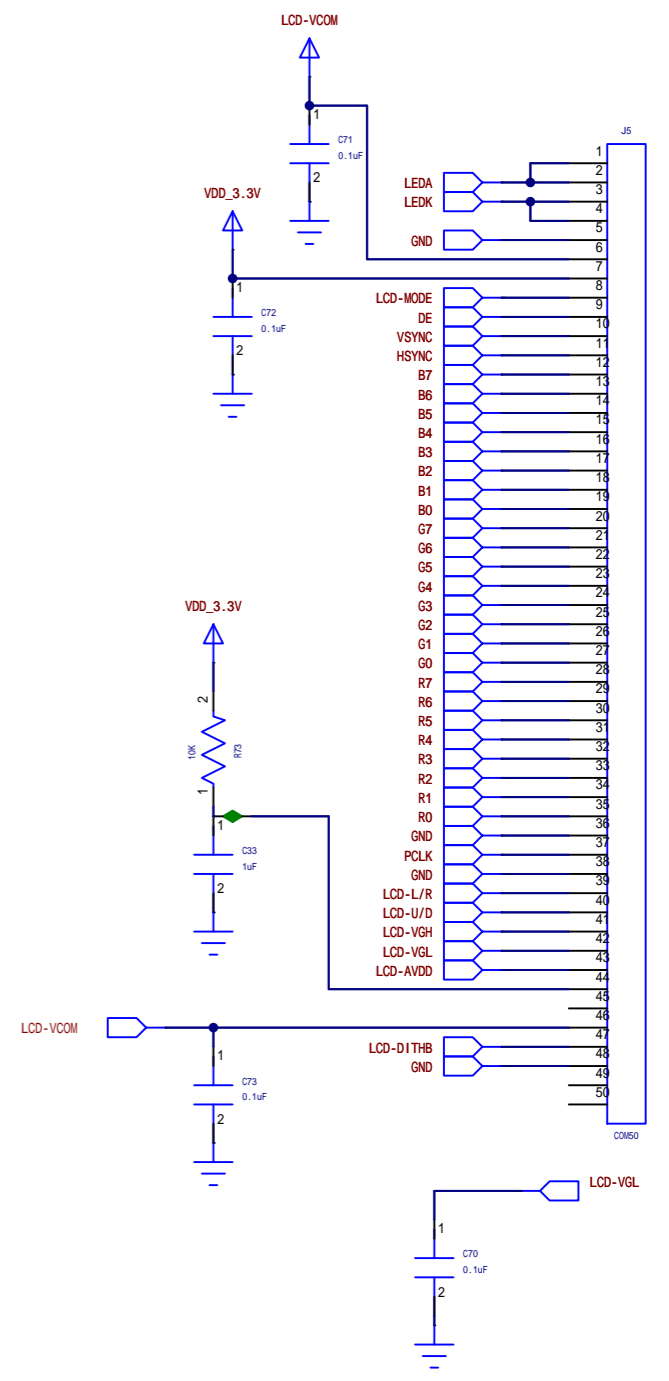 LCD-VCOM
1
C71
0.1uF
2
VDD_3.3V
1
C72
0.1uF
2
J5
1
2
LEDA
3
LEDK
4
5
GND
6
7
8
LCD-MODE
9
DE
10
VSYNC
11
HSYNC
12
B7
13
B6
14
B5
15
B4
16
B3
17
B2
18
B1
19
B0
20
G7
21
G6
22
G5
23
G4
24
G3
25
G2
26
G1
27
G0
28
R7
29
R6
30
R5
31
R4
32
R3
33
R2
34
R1
35
R0
36
GND
37
PCLK
38
GND
39
LCD-L/R
40
LCD-U/D
41
LCD-VGH
42
LCD-VGL
43
LCD-AVDD
44
45
46
47
LCD-DITHB
48
GND
49
50
COM50
VDD_3.3V
2
10K
R73
1
1
C33
1uF
2
LCD-VCOM
1
C73
0.1uF
2
LCD-VGL
1
C70
0.1uF
2